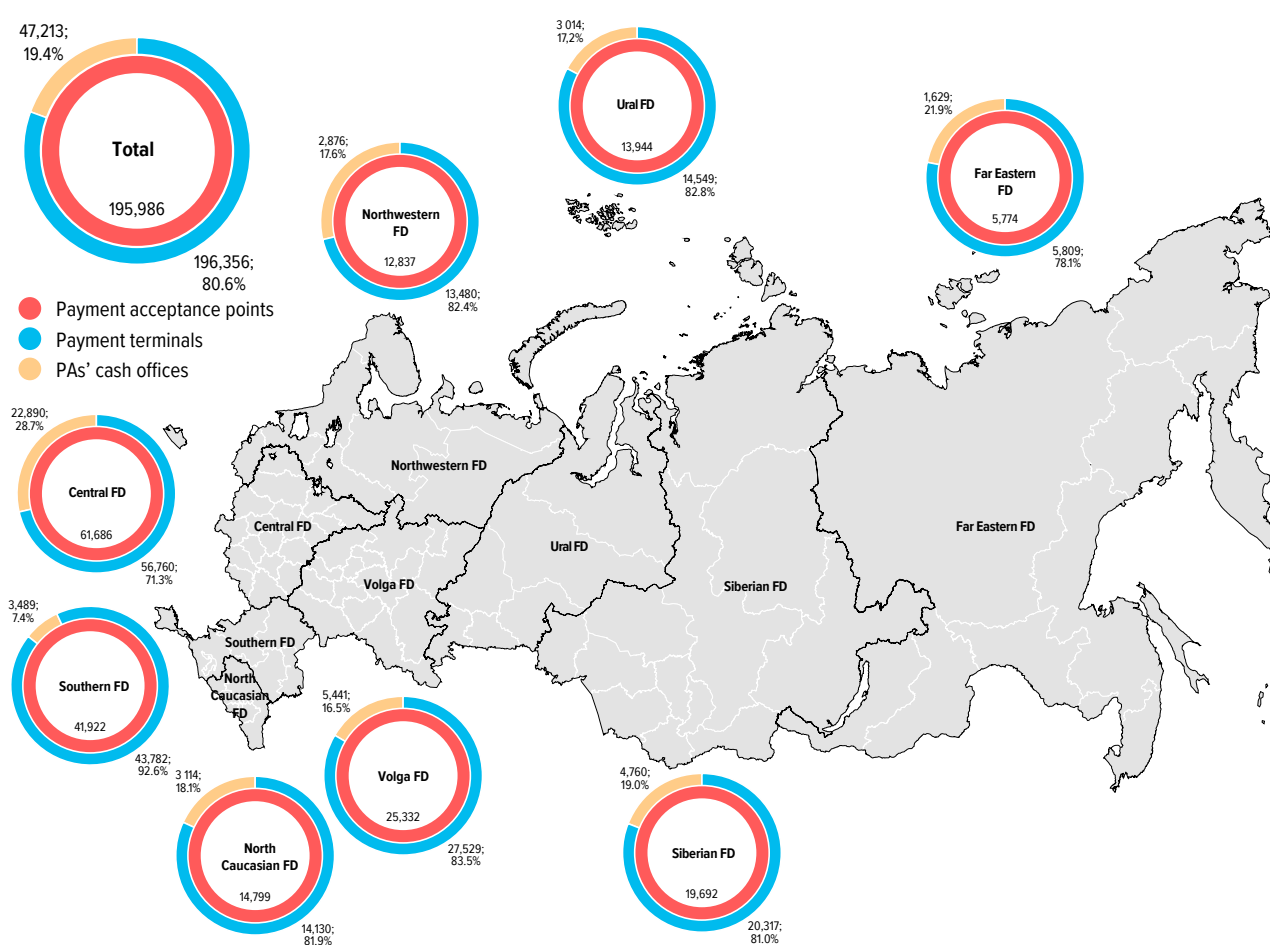 47,213;
19.4%
Total
195,986
196,356;
80.6%
Payment acceptance points
Payment terminals
PAs' cash offices
2,876;
17.6%
Northwestern
FD
12,837
13,480;
82.4%
3 014;
17,2%
Ural FD
13,944
14,549;
82.8%
1,629;
21.9%
Far Eastern
FD
5,774
5,809;
78.1%
22,890;
28.7%
Central FD
61,686
56,760;
71.3%
3,489;
7.4%
Southern FD
41,922
43,782;
92.6%
3 114;
18.1%
North
Caucasian FD
14,799
14,130;
81.9%
5,441;
16.5%
Volga FD
25,332
27,529;
83.5%
4,760;
19.0%
Siberian FD
19,692
20,317;
81.0%
Northwestern FD
Central FD
Volga FD
Southern FD
North
Caucasian
FD
Ural FD
Siberian FD
Far Eastern FD